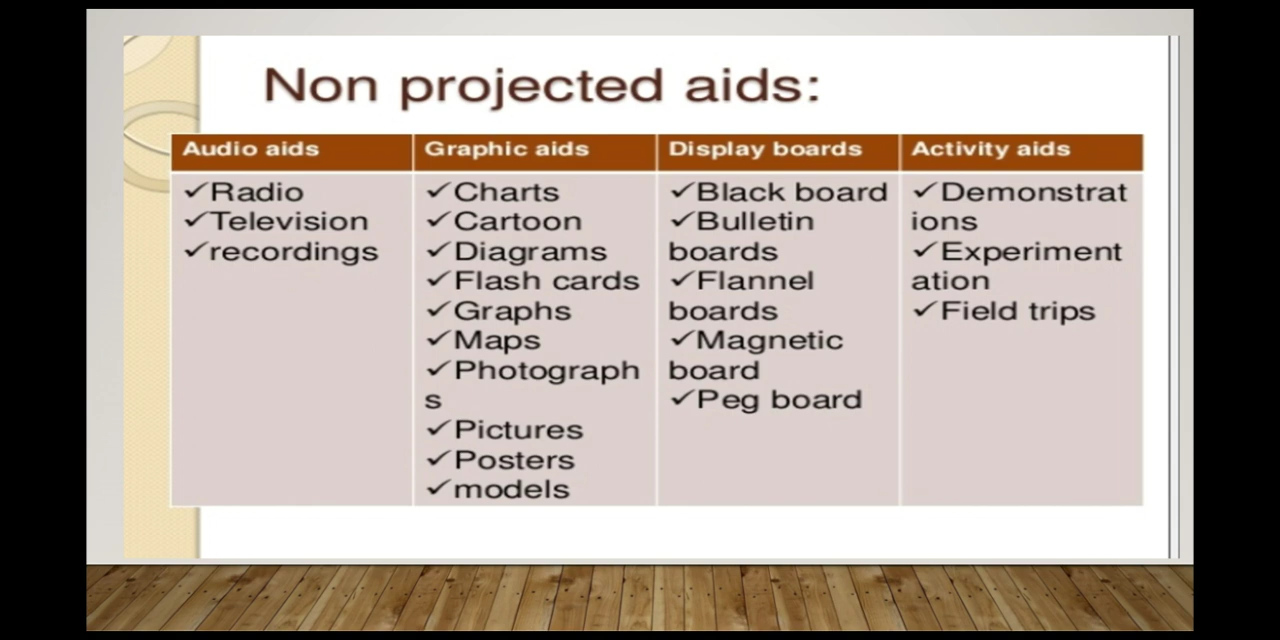 Non projected aids:
Audio aids
Graphic aids
Display boards
Activity aids
✓Radio
✓Television
✓recordings
✓Charts
✓Cartoon
✓Diagrams
✓Flash cards
✓Graphs
✓Maps
✓Photograph
s
✓Pictures
✓Posters
✓models
✓Black board
✓Bulletin
boards
✓Flannel
boards
✓Magnetic
board
✓Peg board
✓Demonstrat
ions
✓Experiment
ation
✓Field trips